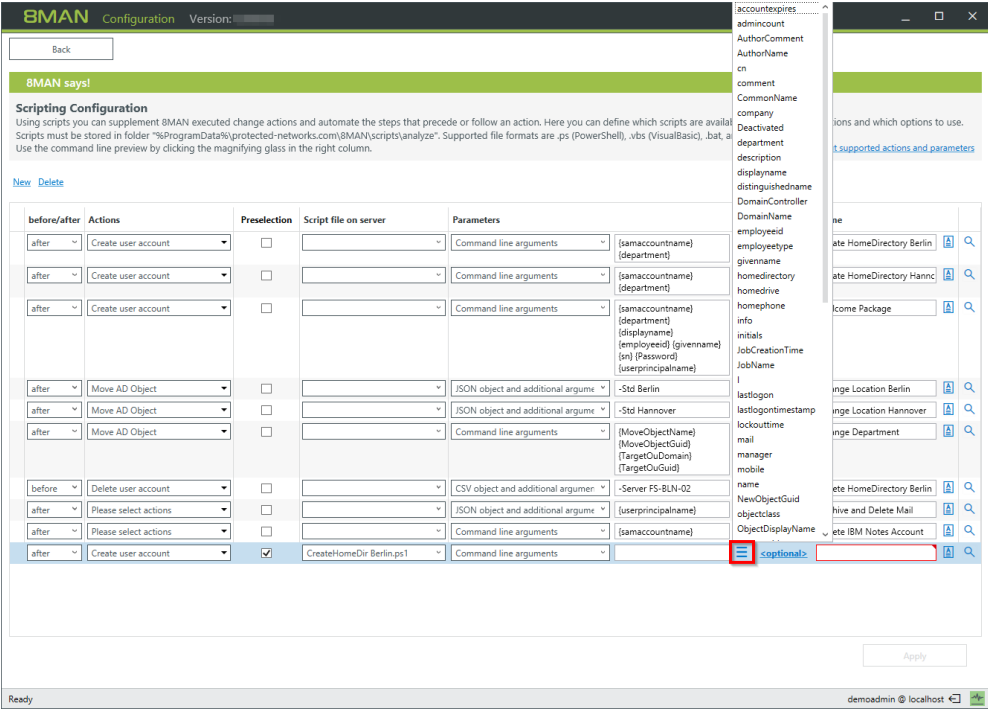 8MAN Configuration Version:
Back
8MAN says!
Scripting Configuration
Using scripts you can supplement 8MAN executed change actions and automate the steps that precede or follow an action. Here you can define which scripts are ions and which options to use.
Scripts must be stored in folder "%ProgramData%\protected-networks.com\8MAN\scripts\analyze". Supported file formats are .ps (PowerShell), .vbs (VisualBasic), .bat,
Use the command line preview by clicking the magnifying glass in the right column. supported actions and parameters
New Delete
before/after Actions Preselection Script file on server Parameters
after Create user account Command line arguments {samaccountname} ate HomeDirectory Berlin
{department}
after Create user account Command line arguments {samaccountname} ate HomeDirectory Hannc
{department}
after Create user account Command line arguments {samaccountname} lcome Package
{department}
{displayname}
{employeeid} {givenname}
{sn} {Password}
{userprincipalname}
after Move AD Object JSON object and additional argume -Std Berlin nge Location Berlin
after Move AD Object JSON object and additional argume -Std Hannover nge Location Hannover
after Move AD Object Command line arguments {MoveObjectName} nge Department
{MoveObjectGuid}
{TargetOuDomain}
{TargetOuGuid}
before Delete user account CSV object and additional argumen -Server FS-BLN-02 ete HomeDirectory Berlin
after Please select actions JSON object and additional argume {userprincipalname} hive and Delete Mail
after Please select actions Command line arguments {samaccountname} ete IBM Notes Account
after Create user account CreateHomeDir Berlin.ps1 Command line arguments <optional>
accountexpires
admincount
AuthorComment
AuthorName
cn
comment
CommonName
company
Deactivated
department
description
displayname
distinguishedname
DomainController
DomainName
employeeid
employeetype
givenname
homedirectory
homedrive
homephone
info
initials
JobCreationTime
JobName
l
lastlogon
lastlogontimestamp
lockouttime
mail
manager
mobile
name
NewObjectGuid
objectclass
ObjectDisplayName
Apply
Ready demoadmin @ localhost